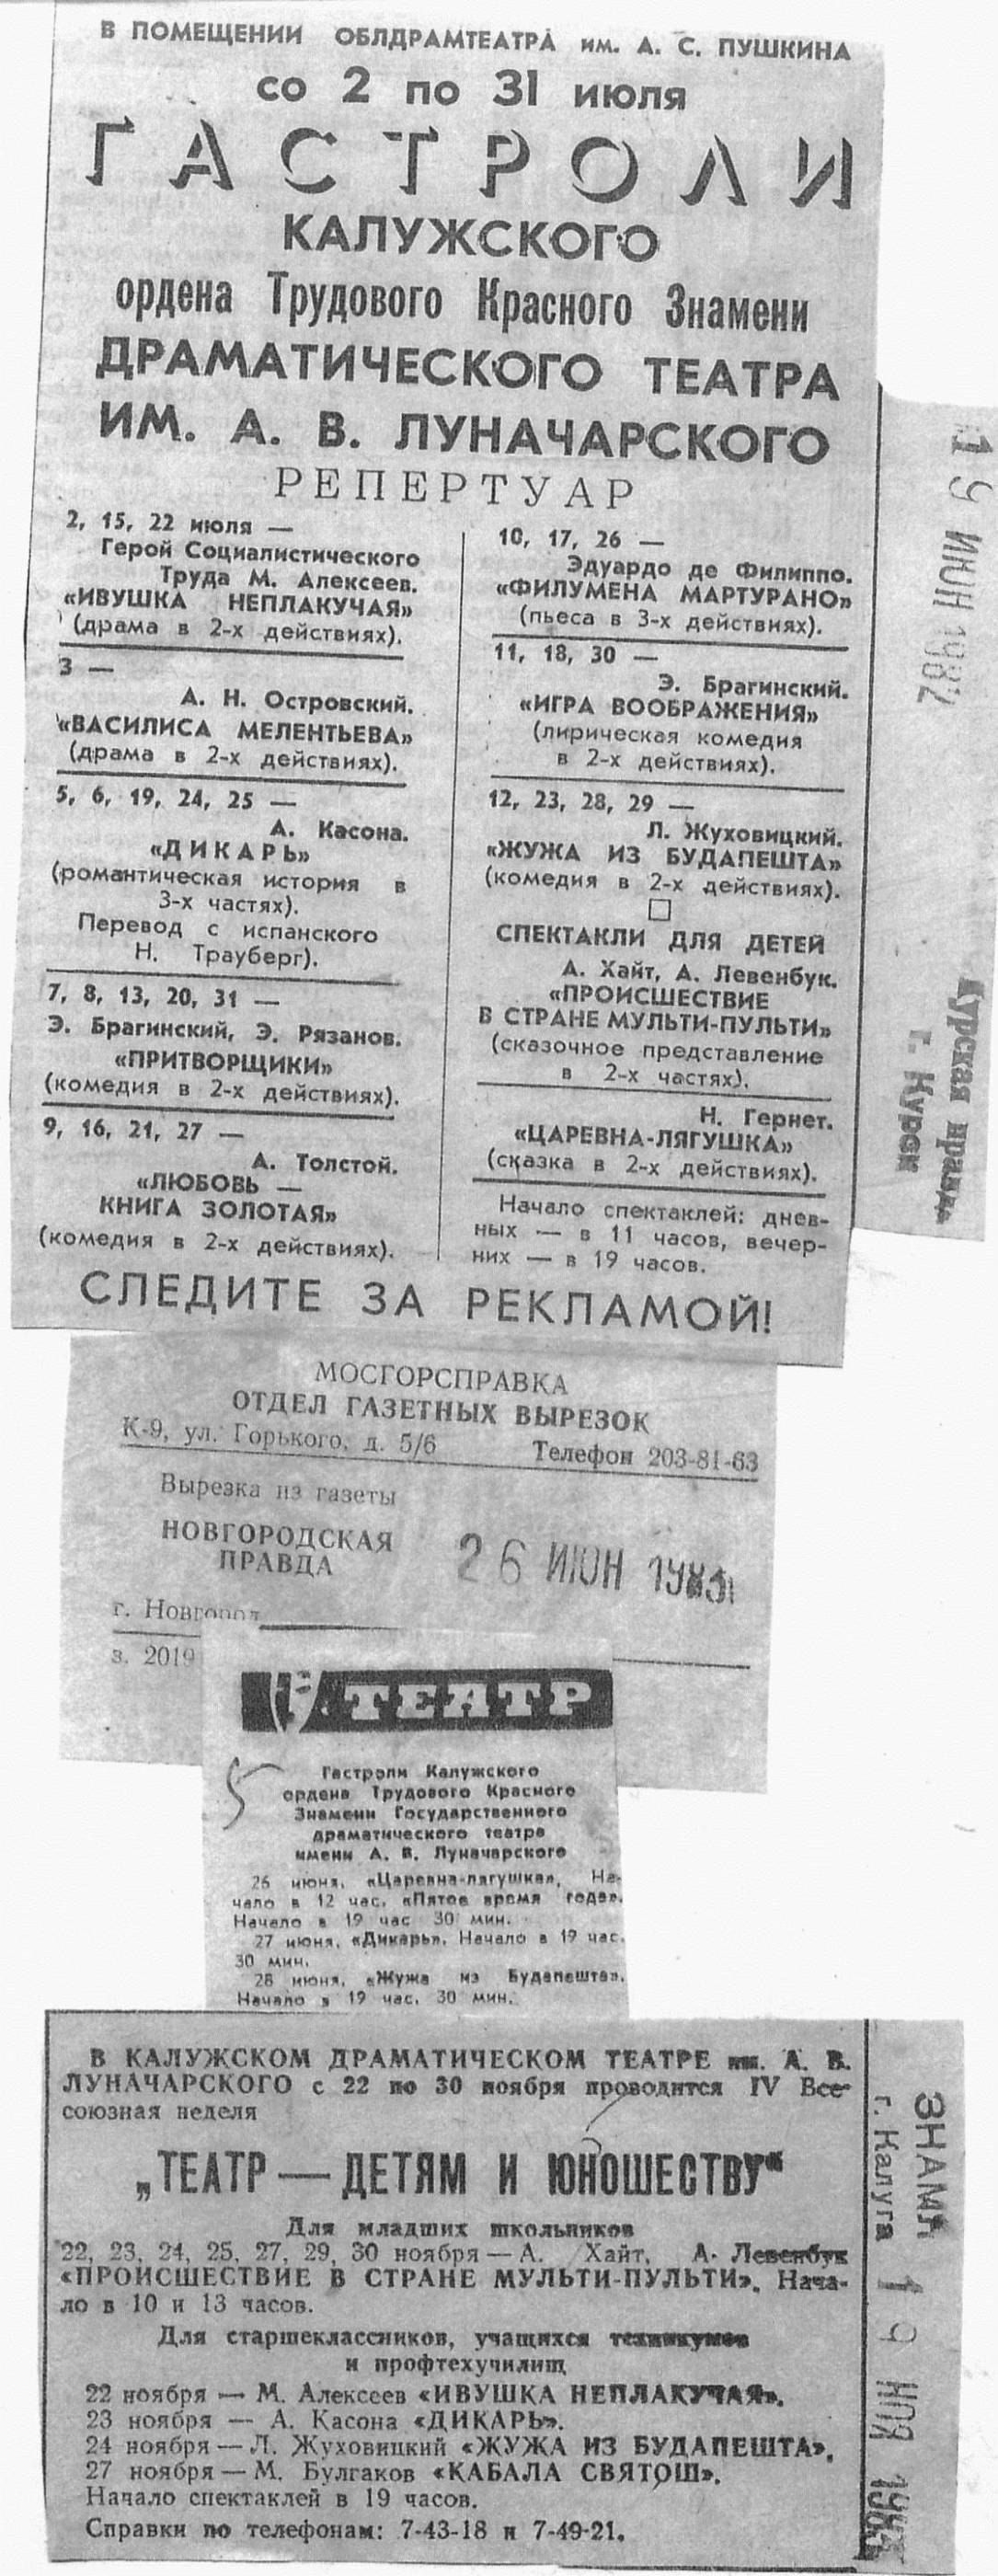 В ПОМЕЩЕНИИ ОБЛДРАМТЕАТРА им. А. С. ПУШКИНА
со 2 по 31 июля
ГАСТРОЛИ
КАЛУЖСКОГО
ордена Трудового Красного Знамени
ДРАМАТИЧЕСКОГО ТЕАТРА
ИМ. А. В. ЛУНАЧАРСКОГО
РЕПЕРТУАР
2, 15, 22 июля —
Герой Социалистического
Труда М. Алексеев.
«ИВУШКА НЕПЛАКУЧАЯ»
(драма в 2-х действиях).
3 —
А. Н. Островский.
«ВАСИЛИСА МЕЛЕНТЬЕВА»
(драма в 2-х действиях).
5, 6, 19, 24, 25 —
А. Касона.
«ДИКАРЬ»
(романтическая история в
3-х частях).
Перевод с испанского
Н. Трауберг).
7, 8, 13, 20, 31 —
Э. Брагинский, Э. Рязанов.
«ПРИТВОРЩИКИ»
(комедия в 2-х действиях).
9, 16, 21, 27 —
А. Толстой.
«ЛЮБОВЬ —
КНИГА ЗОЛОТАЯ»
(комедия в 2-х действиях).
10, 17, 26 —
Эдуардо де Филиппо.
«ФИЛУМЕНА МАРТУРАНО»
(пьеса в 3-х действиях).
11, 18, 30 —
Э. Брагинский.
«ИГРА ВООБРАЖЕНИЯ»
(лирическая комедия
в 2-х действиях).
12, 23, 28, 29 —
Л. Жуховицкий.
«ЖУЖА ИЗ БУДАПЕШТА»
(комедия в 2-х действиях).
СПЕКТАКЛИ ДЛЯ ДЕТЕЙ
А. Хайт, А. Левенбук.
«ПРОИСШЕСТВИЕ
В СТРАНЕ МУЛЬТИ-ПУЛЬТИ»
(сказочное представление
в 2-х частях).
Н. Гернет.
«ЦАРЕВНА-ЛЯГУШКА»
(сказка в 2-х действиях).
Начало спектаклей: днев-
ных — в 11 часов, вечер-
них — в 19 часов.
СЛЕДИТЕ ЗА РЕКЛАМОЙ!
19 ИЮН 1982
Курская правда
г. Курск
МОСГОРСПРАВКА
ОТДЕЛ ГАЗЕТНЫХ ВЫРЕЗОК
К-9, ул. Горького, д. 5/6 Телефон 203-81-63
Вырезка из газеты
НОВГОРОДСКАЯ
ПРАВДА
26 ИЮН
г. Новгород
з. 2019
ТЕАТР
Гастроли Калужского
ордена Трудового Красного
Знамени Государственного
драматического театра
имени А. В. Луначарского
26 июня. «Царевна-лягушка». На-
чало в 12 час. «Пятое время года».
Начало в 19 час 30 мин.
27 июня. «Дикарь». Начало в 19 час.
30 мин.
28 июня. «Жужа из Будапешта».
Начало в 19 час. 30 мин.
В КАЛУЖСКОМ ДРАМАТИЧЕСКОМ ТЕАТРЕ им. А. В.
ЛУНАЧАРСКОГО с 22 по 30 ноября проводится IV Все-
союзная неделя
„ТЕАТР — ДЕТЯМ И ЮНОШЕСТВУ“
Для младших школьников
22, 23, 24, 25, 27, 29, 30 ноября — А. Хайт, А. Левенбук
«ПРОИСШЕСТВИЕ В СТРАНЕ МУЛЬТИ-ПУЛЬТИ». Нача-
ло в 10 и 13 часов.
Для старшеклассников, учащихся техникумов
и профтехучилищ
22 ноября — М. Алексеев «ИВУШКА НЕПЛАКУЧАЯ».
23 ноября — А. Касона «ДИКАРЬ».
24 ноября — Л. Жуховицкий «ЖУЖА ИЗ БУДАПЕШТА».
27 ноября — М. Булгаков «КАБАЛА СВЯТОШ».
Начало спектаклей в 19 часов.
Справки по телефонам: 7-43-18 и 7-49-21.
ЗНАМЯ
г. Калуга
19 НОЯ